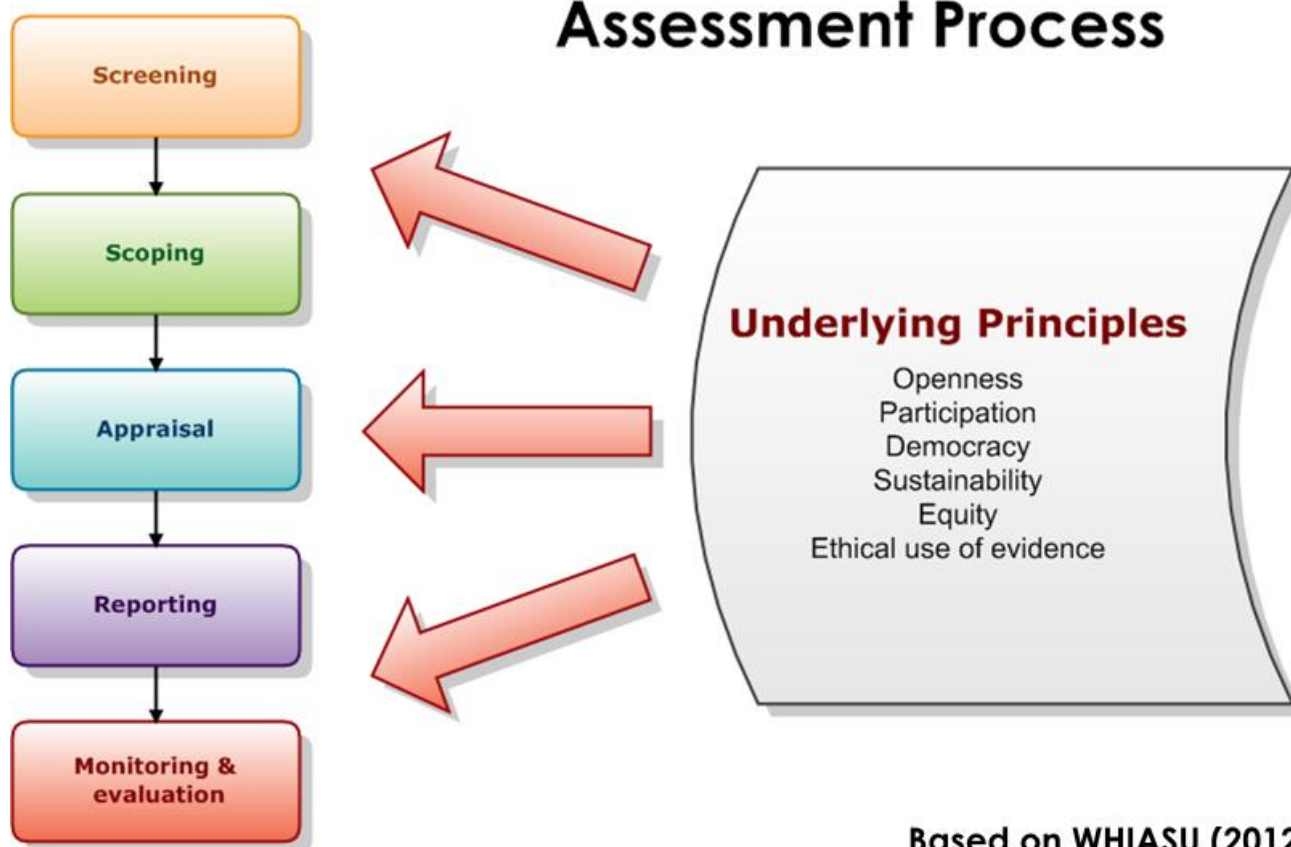 Assessment Process
Screening
Scoping
Appraisal
Reporting
Monitoring &
evaluation
Underlying Principles
Openness
Participation
Democracy
Sustainability
Equity
Ethical use of evidence
Based on WHIASU (2012